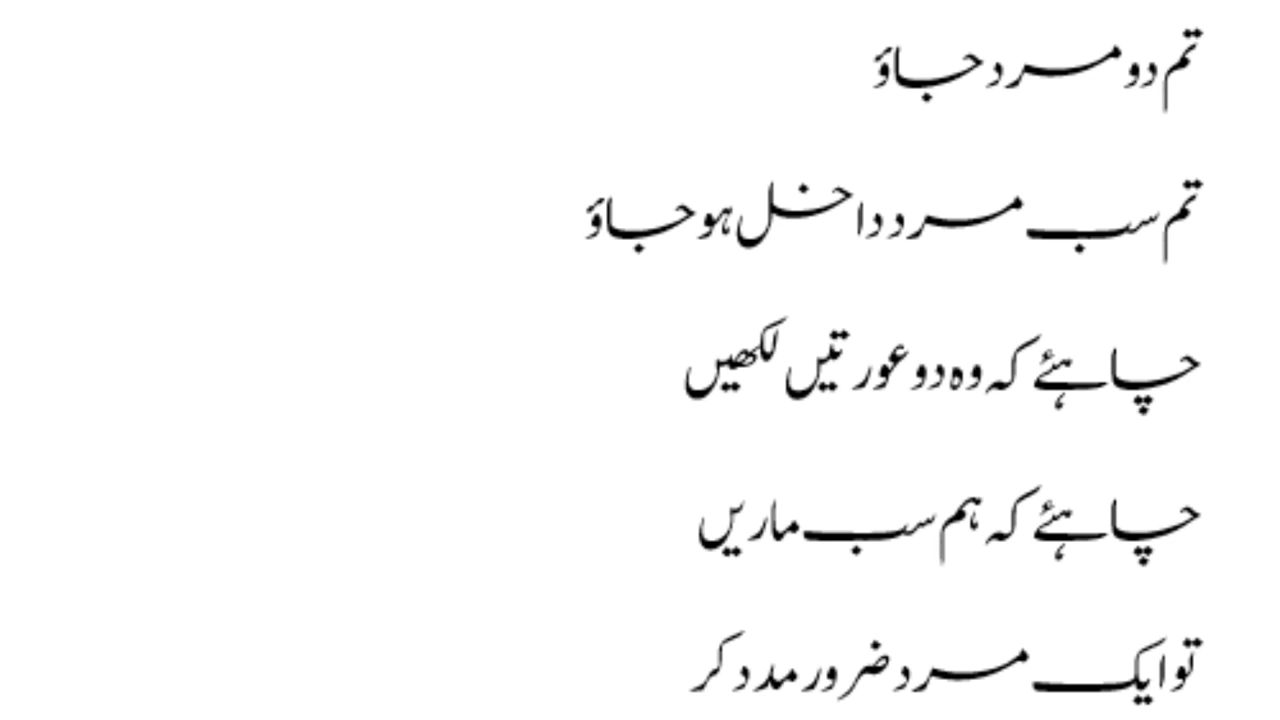 تم دو مرد جاؤ
تم سب مرد داخل ہو جاؤ
چاہئے کہ وہ دو عورتیں لکھیں
چاہئے کہ ہم سب ماریں
تو ایک مرد ضرور مدد کر